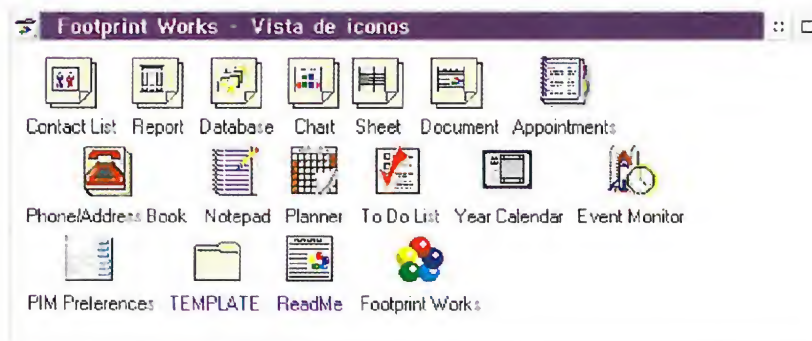 Footprint Works - Vista de iconos
Contact List Report Database Chart Sheet Document Appointments
Phone/Address Book Notepad Planner To Do List Year Calendar Event Monitor
PIM Preferences TEMPLATE ReadMe Footprint Works